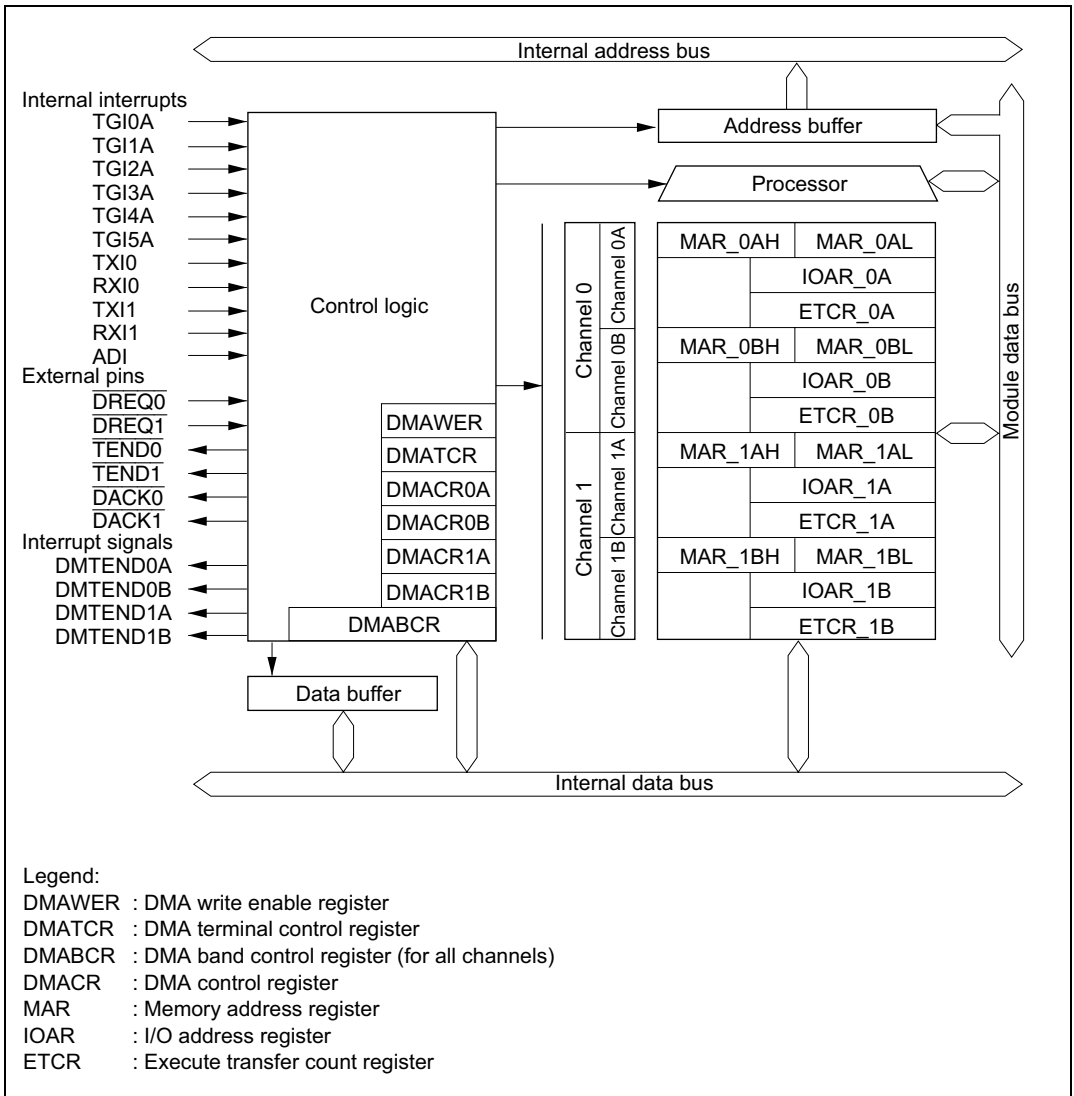 Internal address bus
Internal interrupts
TGI0A
TGI1A
TGI2A
TGI3A
TGI4A
TGI5A
TXI0
RXI0
TXI1
RXI1
ADI
External pins
DREQ0
DREQ1
TEND0
TEND1
DACK0
DACK1
Interrupt signals
DMTEND0A
DMTEND0B
DMTEND1A
DMTEND1B
Control logic
DMAWER
DMATCR
DMACR0A
DMACR0B
DMACR1A
DMACR1B
DMABCR
Data buffer
Address buffer
Processor
Channel 0
Channel 0A
Channel 0B
Channel 1
Channel 1A
Channel 1B
MAR_0AH MAR_0AL
IOAR_0A
ETCR_0A
MAR_0BH MAR_0BL
IOAR_0B
ETCR_0B
MAR_1AH MAR_1AL
IOAR_1A
ETCR_1A
MAR_1BH MAR_1BL
IOAR_1B
ETCR_1B
Module data bus
Internal data bus
Legend:
DMAWER : DMA write enable register
DMATCR : DMA terminal control register
DMABCR : DMA band control register (for all channels)
DMACR : DMA control register
MAR : Memory address register
IOAR : I/O address register
ETCR : Execute transfer count register